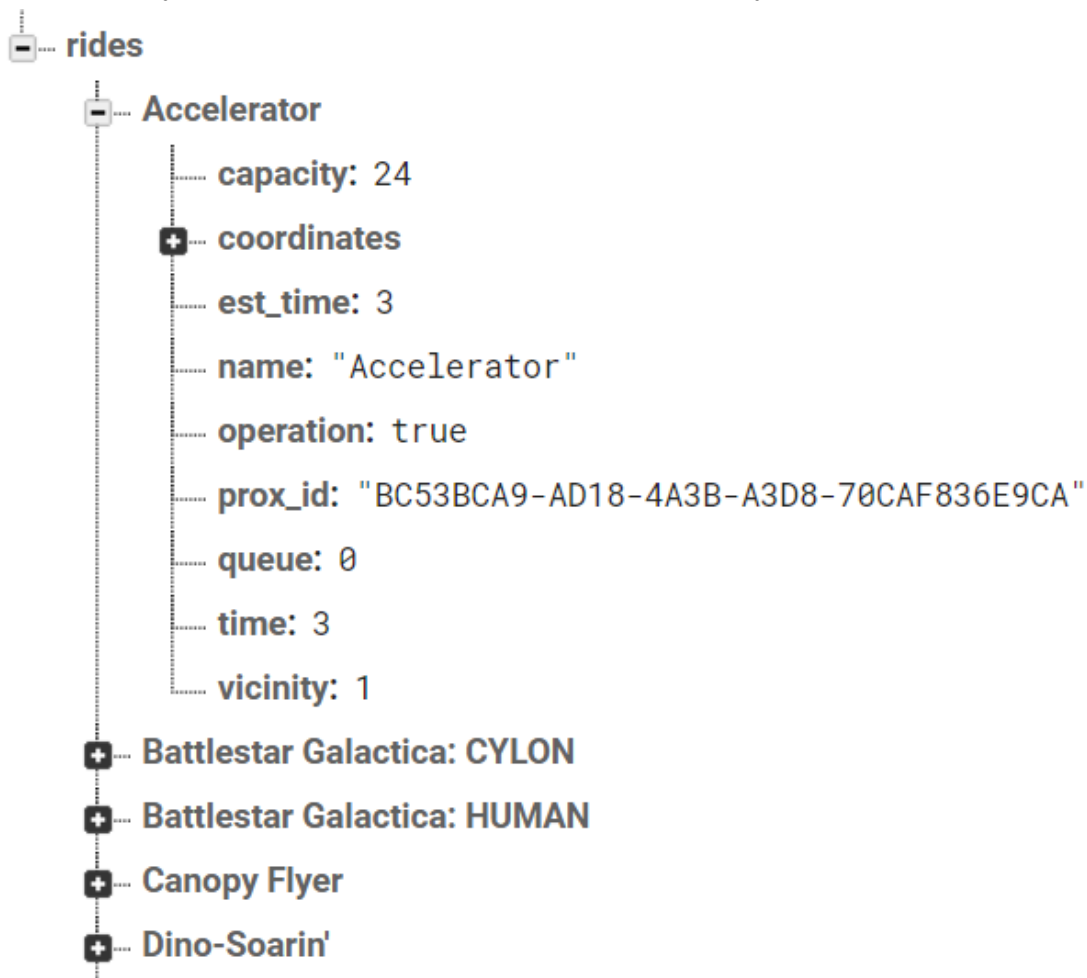 rides
Accelerator
capacity: 24
coordinates
est_time: 3
name: "Accelerator"
operation: true
prox_id: "BC53BCA9-AD18-4A3B-A3D8-70CAF836E9CA"
queue: 0
time: 3
vicinity: 1
Battlestar Galactica: CYLON
Battlestar Galactica: HUMAN
Canopy Flyer
Dino-Soarin'